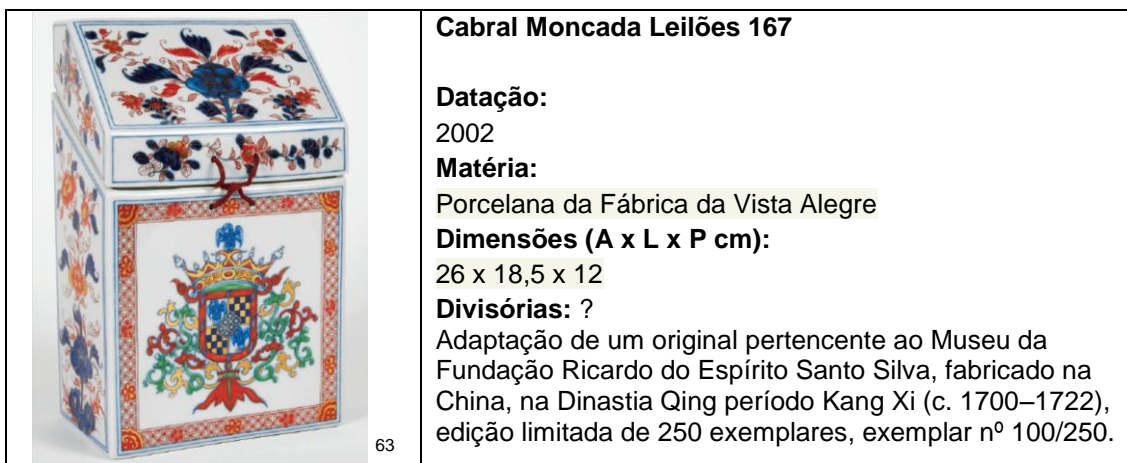 Cabral Moncada Leilões 167
Datação:
2002
Matéria:
Porcelana da Fábrica da Vista Alegre
Dimensões (A x L x P cm):
26 x 18,5 x 12
Divisórias: ?
Adaptação de um original pertencente ao Museu da
Fundação Ricardo do Espírito Santo Silva, fabricado na
China, na Dinastia Qing período Kang Xi (c. 1700–1722),
edição limitada de 250 exemplares, exemplar nº 100/250.
63